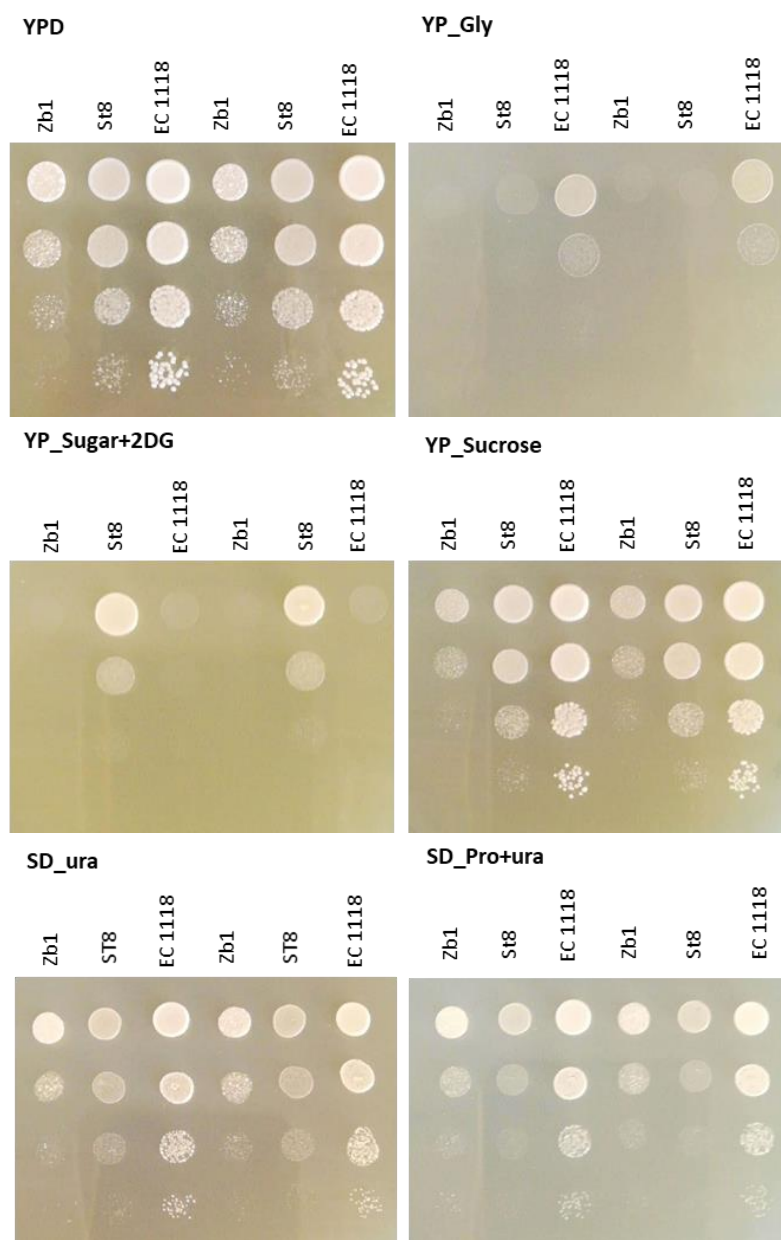 YPD
Zb1 St8 EC 1118 Zb1 St8 EC 1118
YP_Gly
Zb1 St8 EC 1118 Zb1 St8 EC 1118
YP_Sugar+2DG
Zb1 St8 EC 1118 Zb1 St8 EC 1118
YP_Sucrose
Zb1 St8 EC 1118 Zb1 St8 EC 1118
SD_ura
Zb1 ST8 EC 1118 Zb1 ST8 EC 1118
SD_Pro+ura
Zb1 St8 EC 1118 Zb1 St8 EC 1118